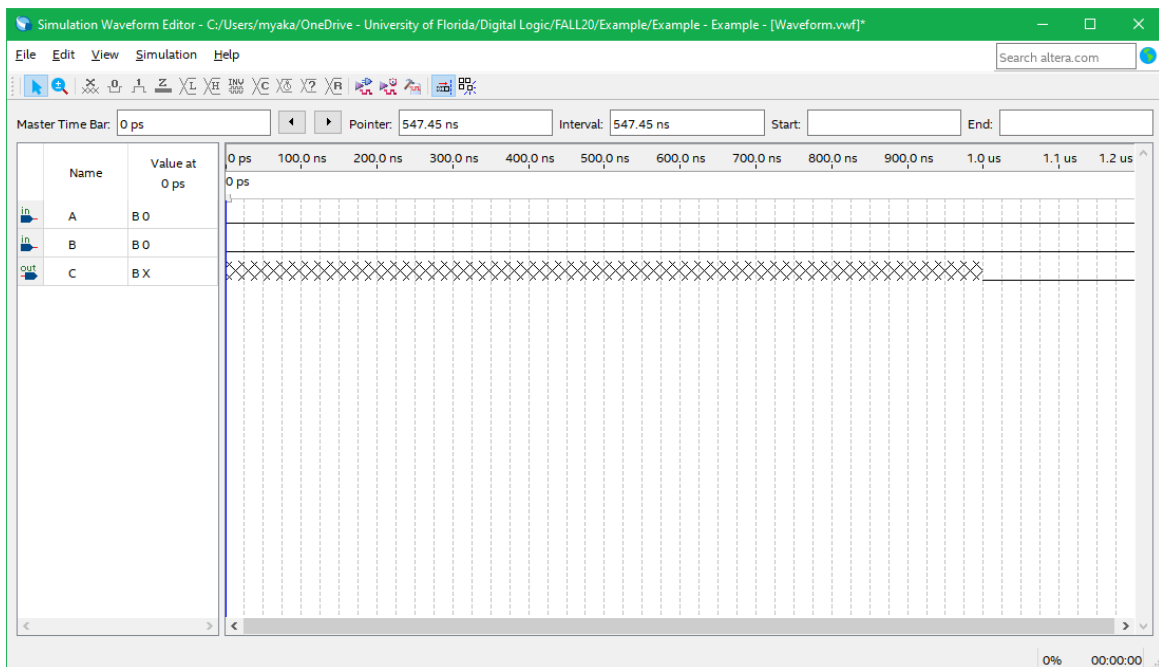 Simulation Waveform Editor - C:/Users/myaka/OneDrive - University of Florida/Digital Logic/FALL20/Example/Example - Example - [Waveform.vwf]*
File Edit View Simulation Help
Search altera.com
Master Time Bar: 0 ps Pointer: 547.45 ns Interval: 547.45 ns Start: End:
Name Value at 0 ps
0 ps 100.0 ns 200.0 ns 300.0 ns 400.0 ns 500.0 ns 600.0 ns 700.0 ns 800.0 ns 900.0 ns 1.0 us 1.1 us 1.2 us
0 ps
in A B 0
in B B 0
out C B X
0% 00:00:00